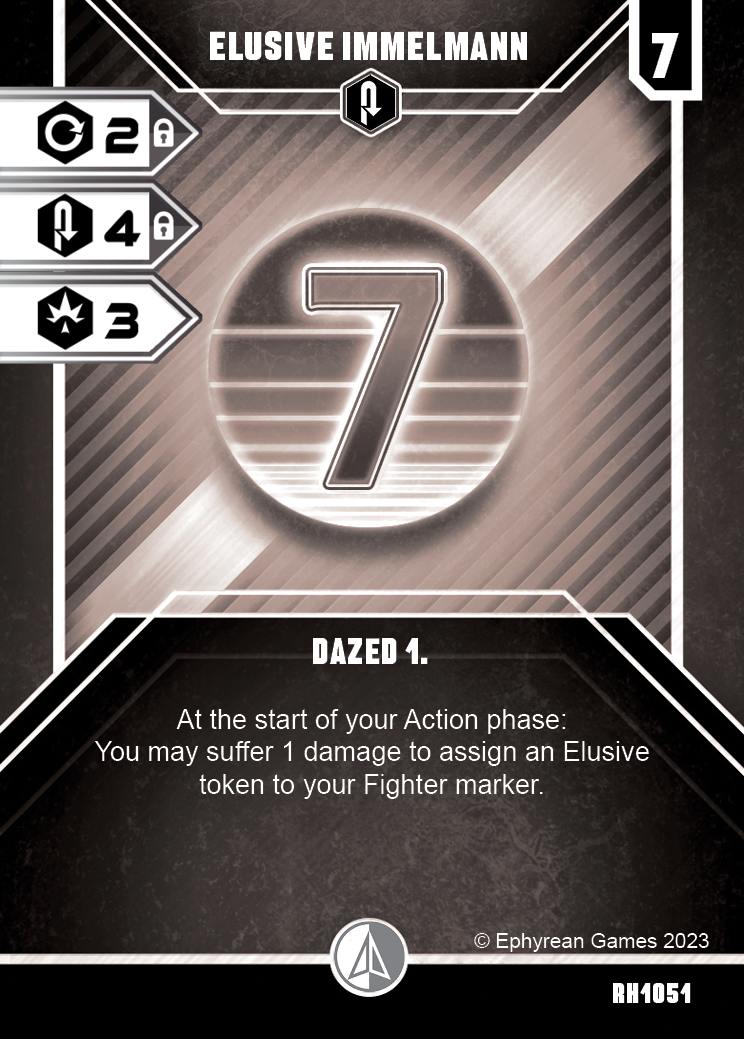 ELUSIVE IMMELMANN
7
2
4
3
7
DAZED 1.
At the start of your Action phase:
You may suffer 1 damage to assign an Elusive
token to your Fighter marker.
© Ephyrean Games 2023
RH1051